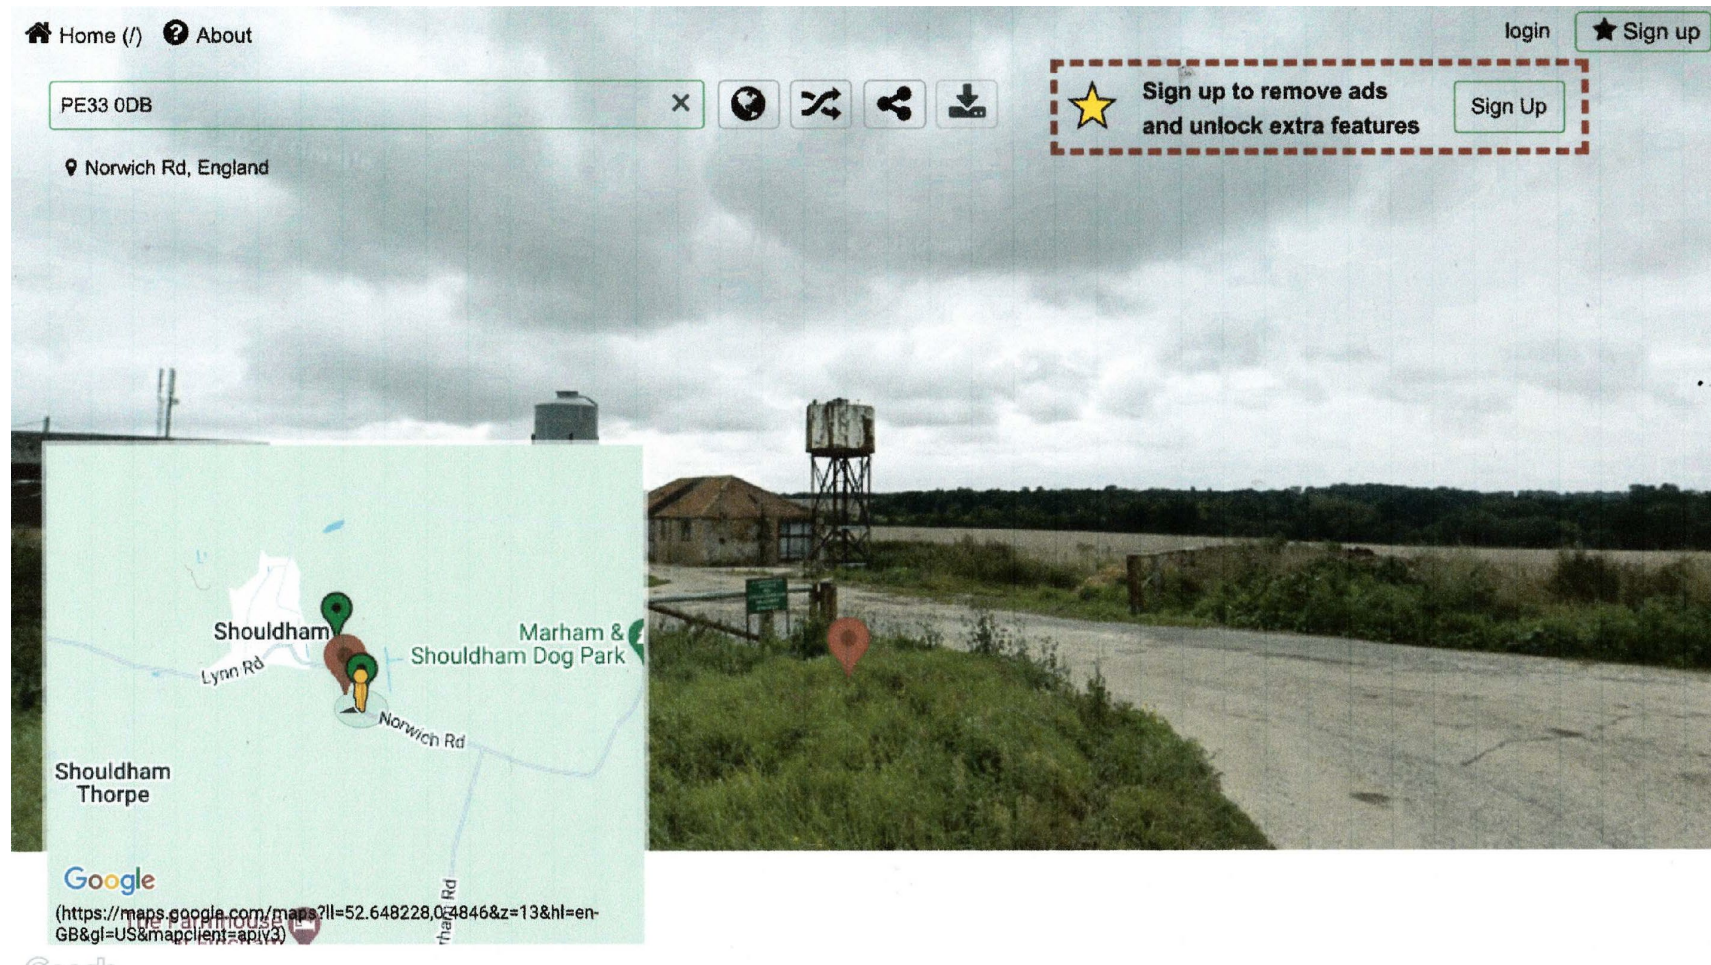 Home (/) About
login Sign up
PE33 0DB
Sign up to remove ads
and unlock extra features
Sign Up
Norwich Rd, England
Shouldham
Lynn Rd
Marham &
Shouldham Dog Park
Norwich Rd
Shouldham
Thorpe
Google
(https://maps.google.com/maps?ll=52.648228,0.4846&z=13&hl=en-
GB&gl=US&mapclient=apiv3)
The Farmhouse